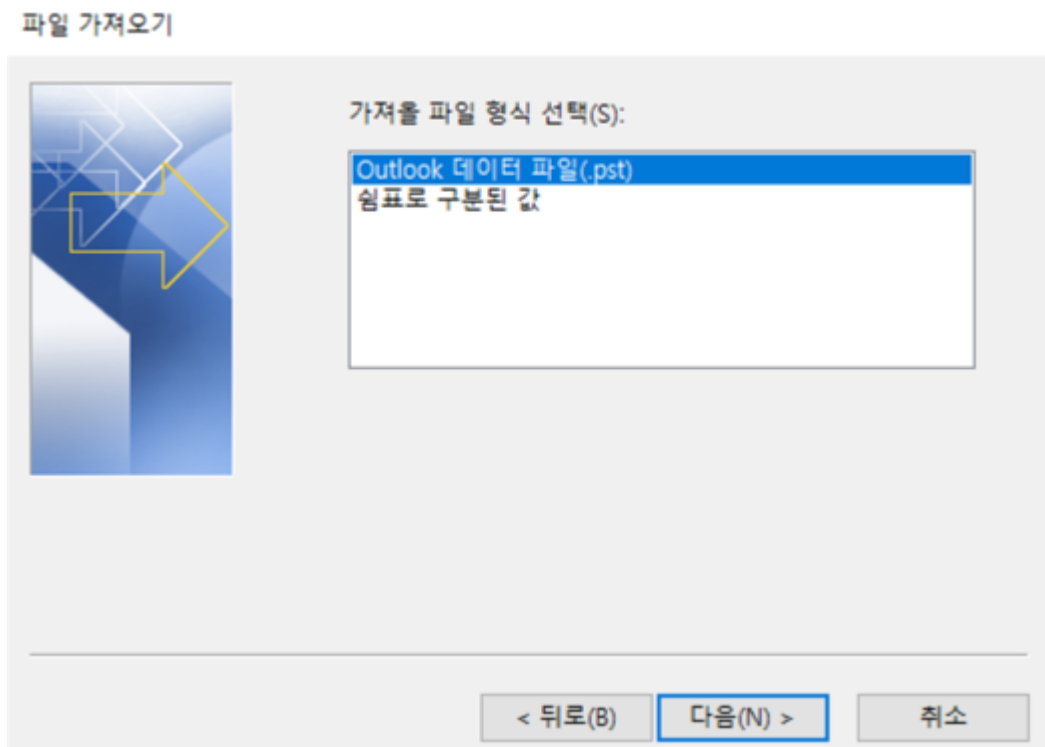 파일 가져오기
가져올 파일 형식 선택(S):
Outlook 데이터 파일(.pst)
쉼표로 구분된 값
< 뒤로(B)
다음(N) >
취소